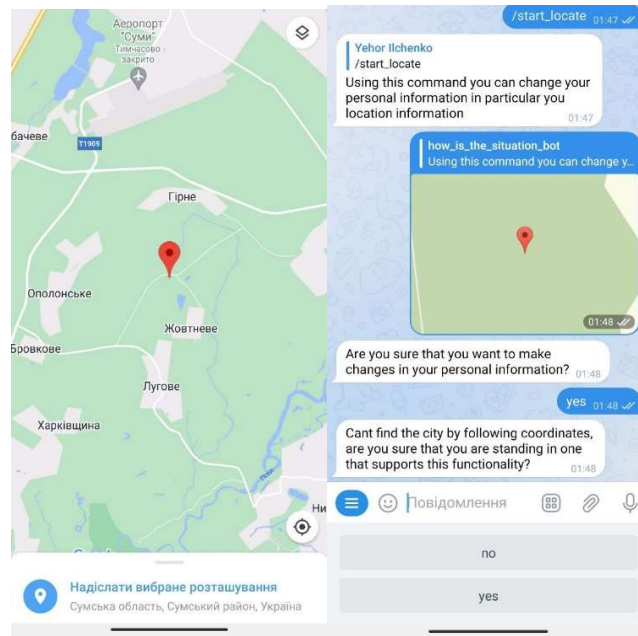 Аеропорт
"Суми"
Тимчасово
закрито
бачеве
Т1909
Гірне
Ополонське
Жовтневе
Бровкове
Лугове
Харківщина
Ни
Надіслати вибране розташування
Сумська область, Сумський район, Україна
/start_locate 01:47
Yehor Ilchenko
/start_locate
Using this command you can change your
personal information in particular you
location information
01:47
how_is_the_situation_bot
Using this command you can change y...
01:48
Are you sure that you want to make
changes in your personal information? 01:48
yes 01:48
Cant find the city by following coordinates,
are you sure that you are standing in one
that supports this functionality? 01:48
Повідомлення
no
yes